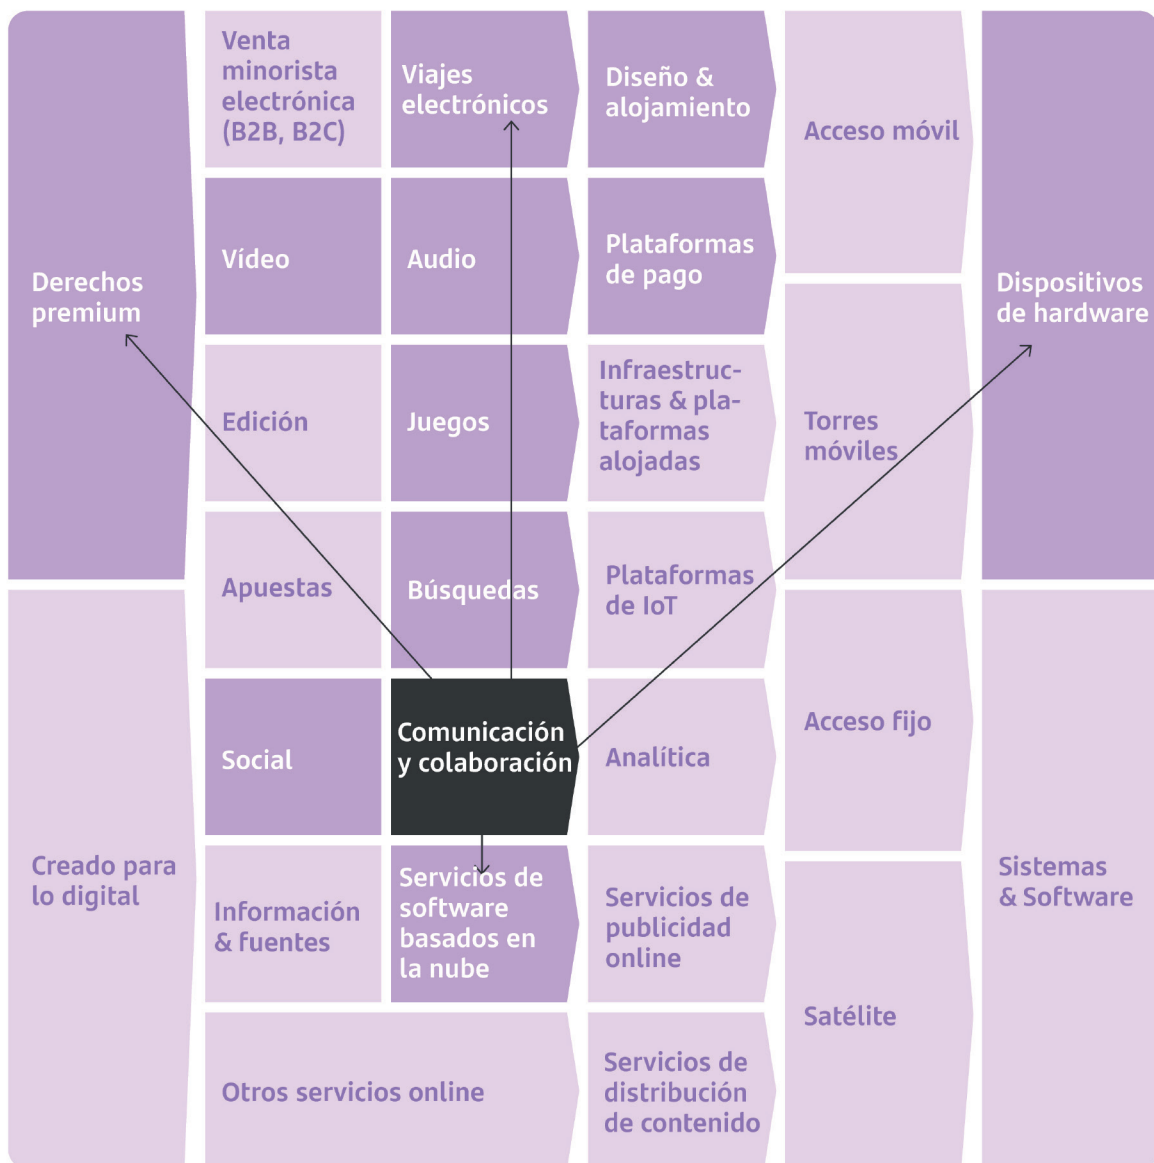 Venta
minorista
electrónica
(B2B, B2C)
Viajes
electrónicos
Diseño &
alojamiento
Acceso móvil
Derechos
premium
Vídeo
Audio
Plataformas
de pago
Dispositivos
de hardware
Edición
Juegos
Infraestruc-
turas & pla-
taformas
alojadas
Torres
móviles
Apuestas
Búsquedas
Plataformas
de IoT
Social
Comunicación
y colaboración
Analítica
Acceso fijo
Creado para
lo digital
Información
& fuentes
Servicios de
software
basados en
la nube
Servicios de
publicidad
online
Sistemas
& Software
Satélite
Otros servicios online
Servicios de
distribución
de contenido